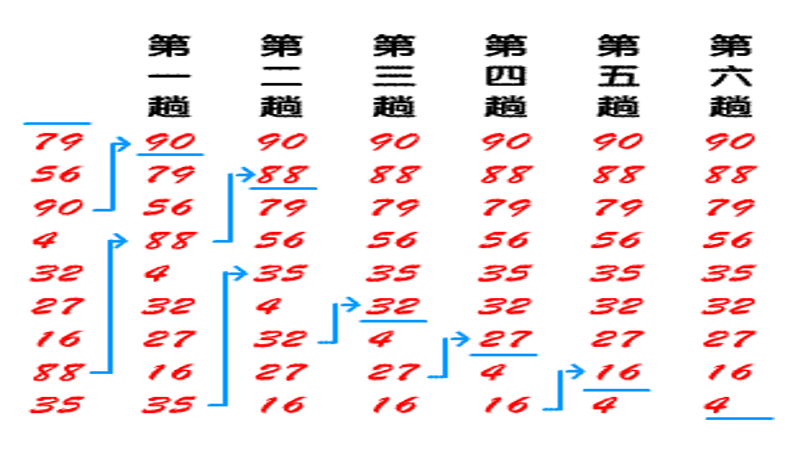 第一趟 第二趟 第三趟 第四趟 第五趟 第六趟
79 90 90 90 90 90 90
56 79 88 88 88 88 88
90 56 79 79 79 79 79
4 88 56 56 56 56 56
32 4 35 35 35 35 35
27 32 4 32 32 32 32
16 27 32 4 27 27 27
88 16 27 27 4 16 16
35 35 16 16 16 4 4